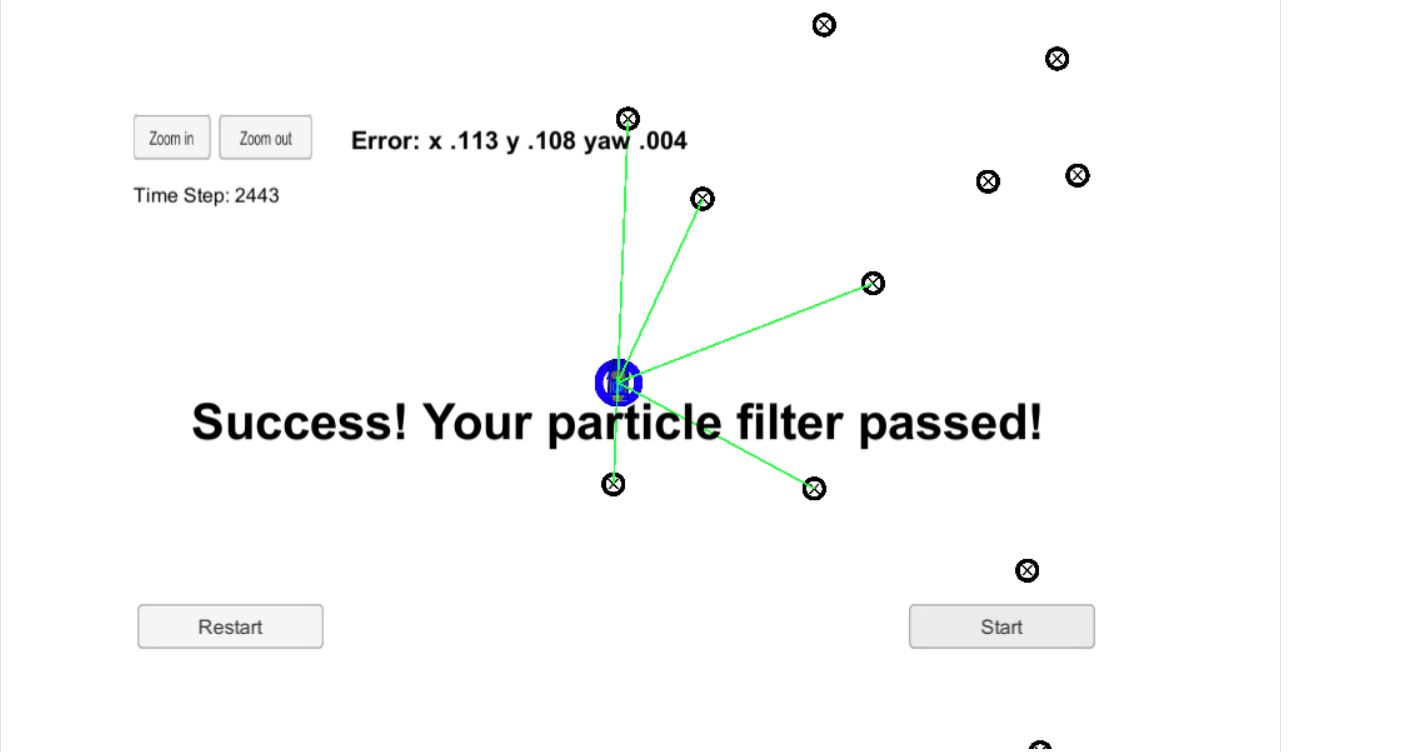 Zoom in
Zoom out
Error: x .113 y .108 yaw .004
Time Step: 2443
Success! Your particle filter passed!
Restart
Start